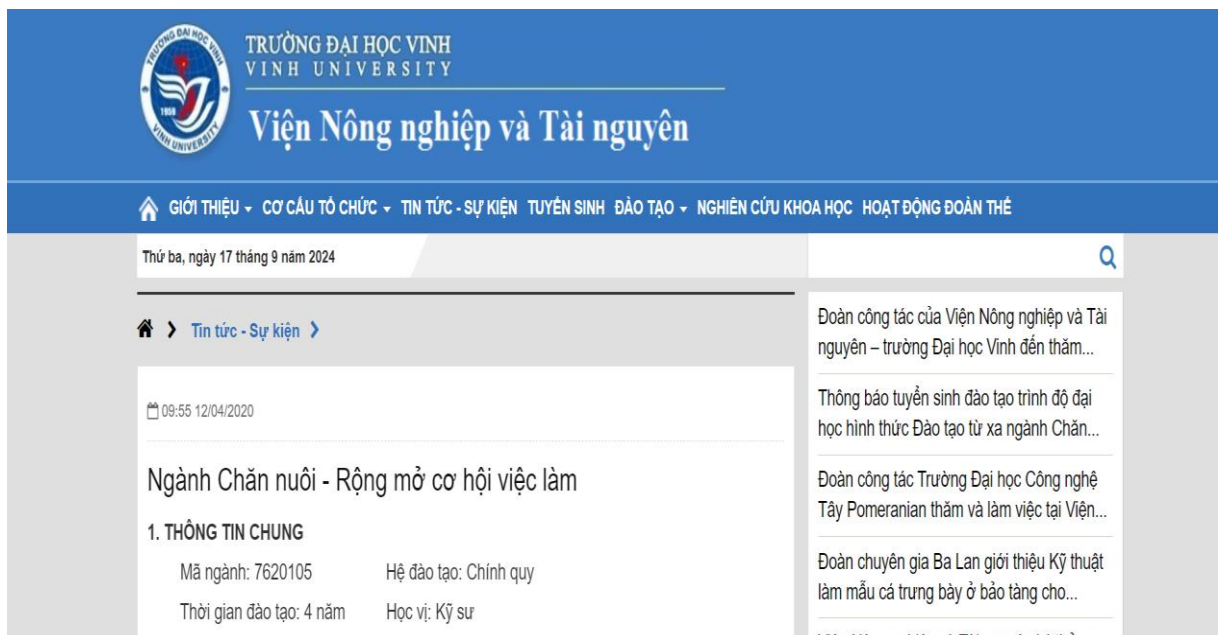 TRƯỜNG ĐẠI HỌC VINH
VINH UNIVERSITY
Viện Nông nghiệp và Tài nguyên
TRUONG DAI HOC VINH
1959
VINH UNIVERSITY
GIỚI THIỆU CƠ CẤU TỔ CHỨC TIN TỨC - SỰ KIỆN TUYỂN SINH ĐÀO TẠO NGHIÊN CỨU KHOA HỌC HOẠT ĐỘNG ĐOÀN THỂ
Thứ ba, ngày 17 tháng 9 năm 2024
Tin tức - Sự kiện
09:55 12/04/2020
Ngành Chăn nuôi - Rộng mở cơ hội việc làm
1. THÔNG TIN CHUNG
Mã ngành: 7620105 Hệ đào tạo: Chính quy
Thời gian đào tạo: 4 năm Học vị: Kỹ sư
Đoàn công tác của Viện Nông nghiệp và Tài
nguyên – trường Đại học Vinh đến thăm...
Thông báo tuyển sinh đào tạo trình độ đại
học hình thức Đào tạo từ xa ngành Chăn...
Đoàn công tác Trường Đại học Công nghệ
Tây Pomeranian thăm và làm việc tại Viện...
Đoàn chuyên gia Ba Lan giới thiệu Kỹ thuật
làm mẫu cá trưng bày ở bảo tàng cho...